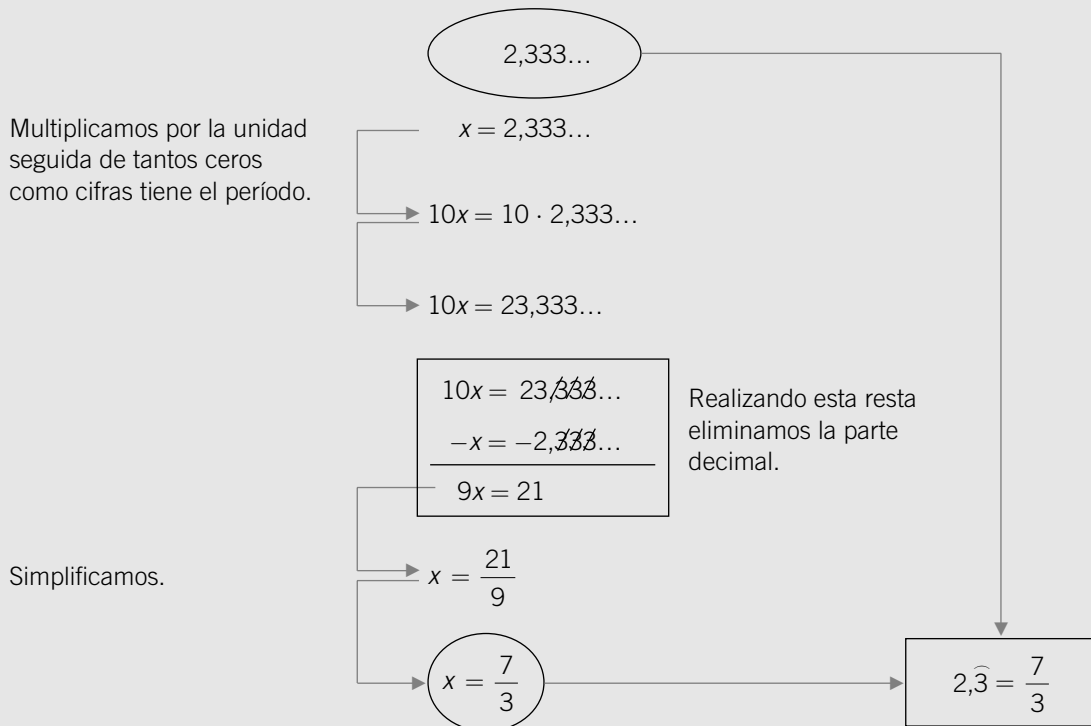 2,333...
Multiplicamos por la unidad
seguida de tantos ceros
como cifras tiene el período.
x = 2,333...
10x = 10 · 2,333...
10x = 23,333...
10x = 23,333...
−x = −2,333...
9x = 21
Realizando esta resta
eliminamos la parte
decimal.
Simplificamos.
x = 21/9
x = 7/3
2,3̑ = 7/3